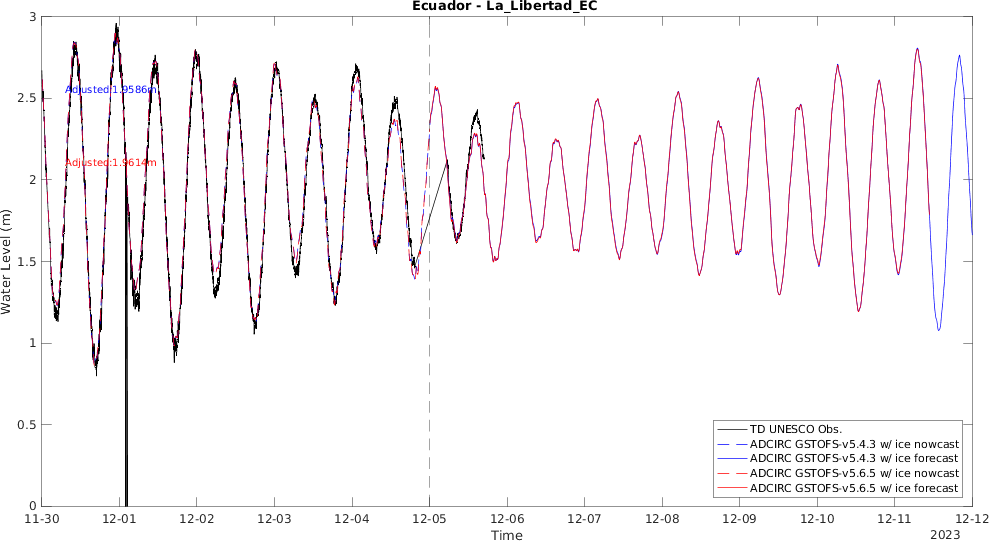 Ecuador - La_Libertad_EC
3
2.5
2
1.5
1
0.5
0
Water Level (m)
Adjusted:1.9586m
Adjusted:1.9614m
TD UNESCO Obs.
ADCIRC GSTOFS-v5.4.3 w/ ice nowcast
ADCIRC GSTOFS-v5.4.3 w/ ice forecast
ADCIRC GSTOFS-v5.6.5 w/ ice nowcast
ADCIRC GSTOFS-v5.6.5 w/ ice forecast
11-30 12-01 12-02 12-03 12-04 12-05 12-06 12-07 12-08 12-09 12-10 12-11 12-12
Time
2023